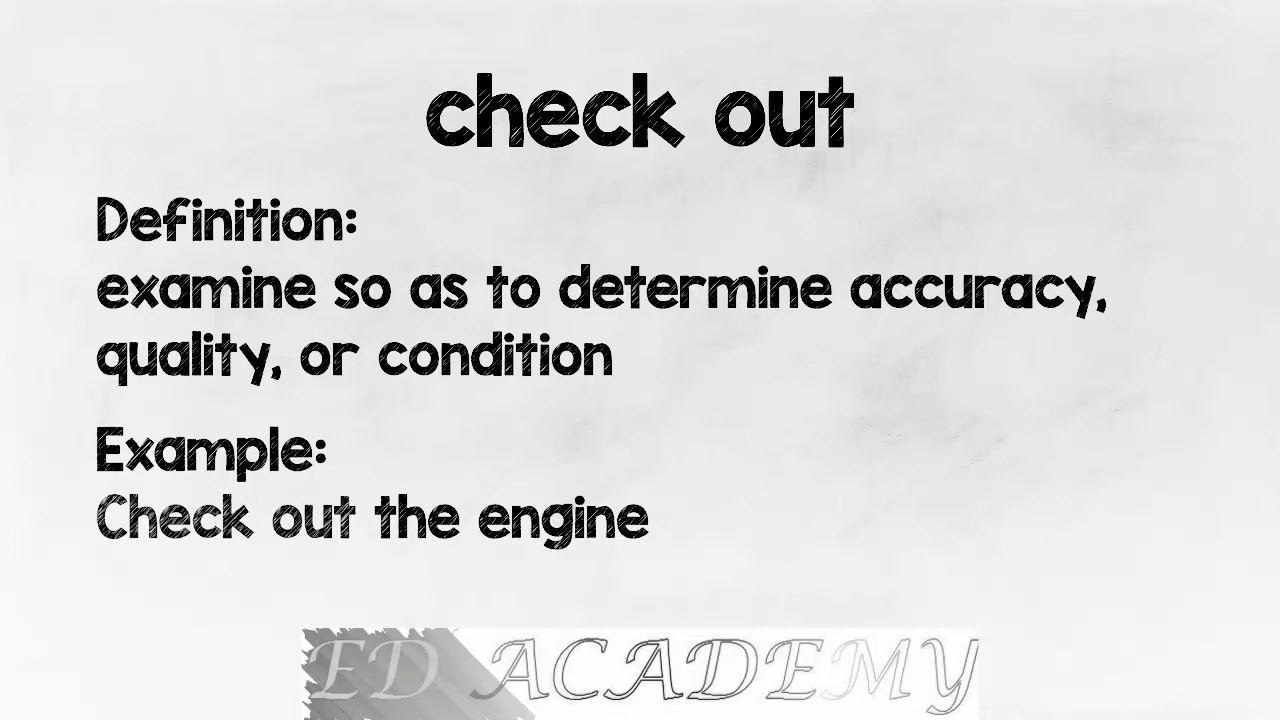 check out
Definition:
examine so as to determine accuracy,
quality, or condition
Example:
Check out the engine
ED ACADEMY